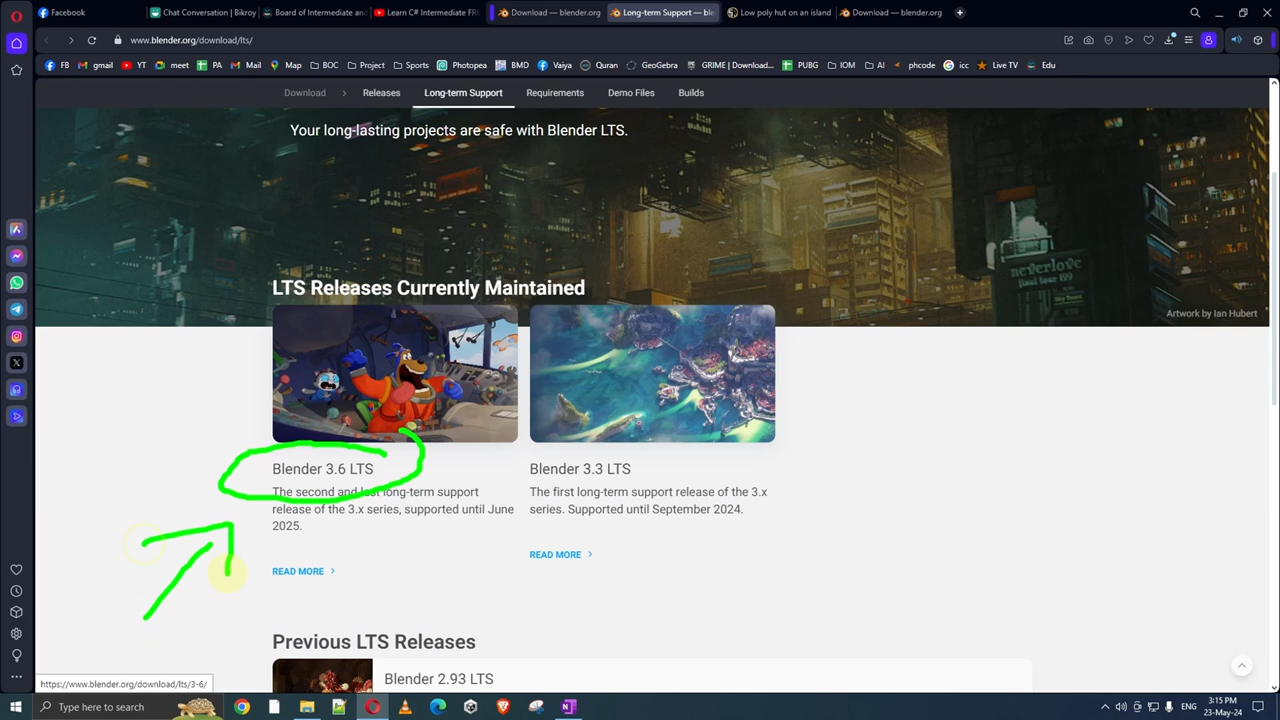 Facebook
Chat Conversation | Bikroy
Board of Intermediate and
Learn C# Intermediate FRE
Download — blender.org
Long-term Support — ble
Low poly hut on an island
Download — blender.org
www.blender.org/download/lts/
FB
gmail
YT
meet
PA
Mail
Map
BOC
Project
Sports
Photopea
BMD
Vaiya
Quran
GeoGebra
GRIME | Download...
PUBG
IOM
AI
phcode
icc
Live TV
Edu
Download
Releases
Long-term Support
Requirements
Demo Files
Builds
Your long-lasting projects are safe with Blender LTS.
neverlove
final tour 199
Artwork by Ian Hubert
LTS Releases Currently Maintained
Blender 3.6 LTS
The second and last long-term support
release of the 3.x series, supported until June
2025.
READ MORE
Blender 3.3 LTS
The first long-term support release of the 3.x
series. Supported until September 2024.
READ MORE
Previous LTS Releases
Blender 2.93 LTS
https://www.blender.org/download/lts/3-6/
Type here to search
ENG
3:15 PM
23-May-24